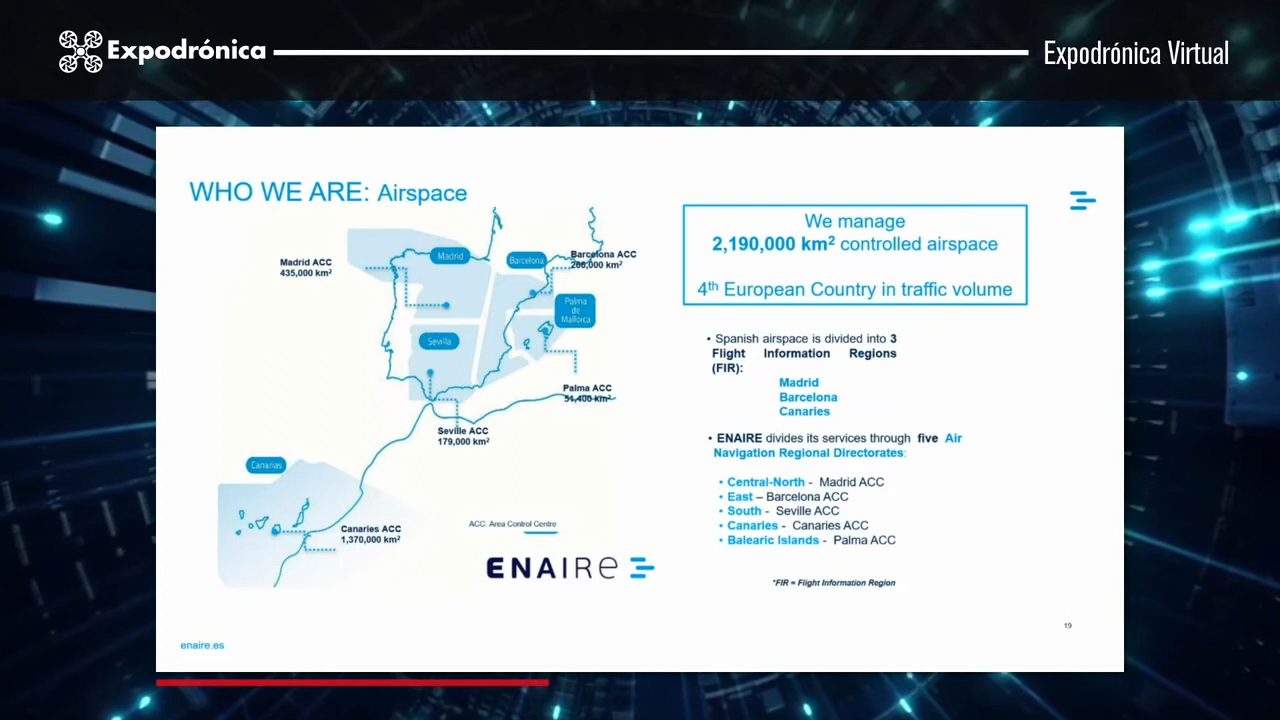 Expodrónica
Expodrónica Virtual
WHO WE ARE: Airspace
Madrid ACC
435,000 km²
Madrid
Barcelona
Barcelona ACC
266,000 km²
Palma
de
Mallorca
Sevilla
Palma ACC
51,400 km²
Seville ACC
179,000 km²
Canarias
Canaries ACC
1,370,000 km²
ACC: Area Control Centre
ENAIRe
We manage
2,190,000 km² controlled airspace
4th European Country in traffic volume
• Spanish airspace is divided into 3
Flight Information Regions
(FIR):
Madrid
Barcelona
Canaries
• ENAIRE divides its services through five Air
Navigation Regional Directorates:
• Central-North - Madrid ACC
• East – Barcelona ACC
• South - Seville ACC
• Canaries - Canaries ACC
• Balearic Islands - Palma ACC
*FIR = Flight Information Region
19
enaire.es